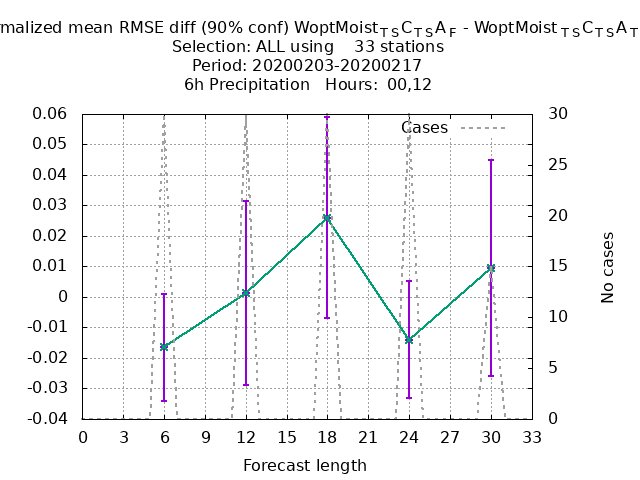 rmalized mean RMSE diff (90% conf) WoptMoistTSCTSAF - WoptMoistTSCTSAT
Selection: ALL using 33 stations
Period: 20200203-20200217
6h Precipitation Hours: 00,12
Cases
0.06
0.05
0.04
0.03
0.02
0.01
0
-0.01
-0.02
-0.03
-0.04
30
25
20
15
10
5
0
No cases
0 3 6 9 12 15 18 21 24 27 30 33
Forecast length